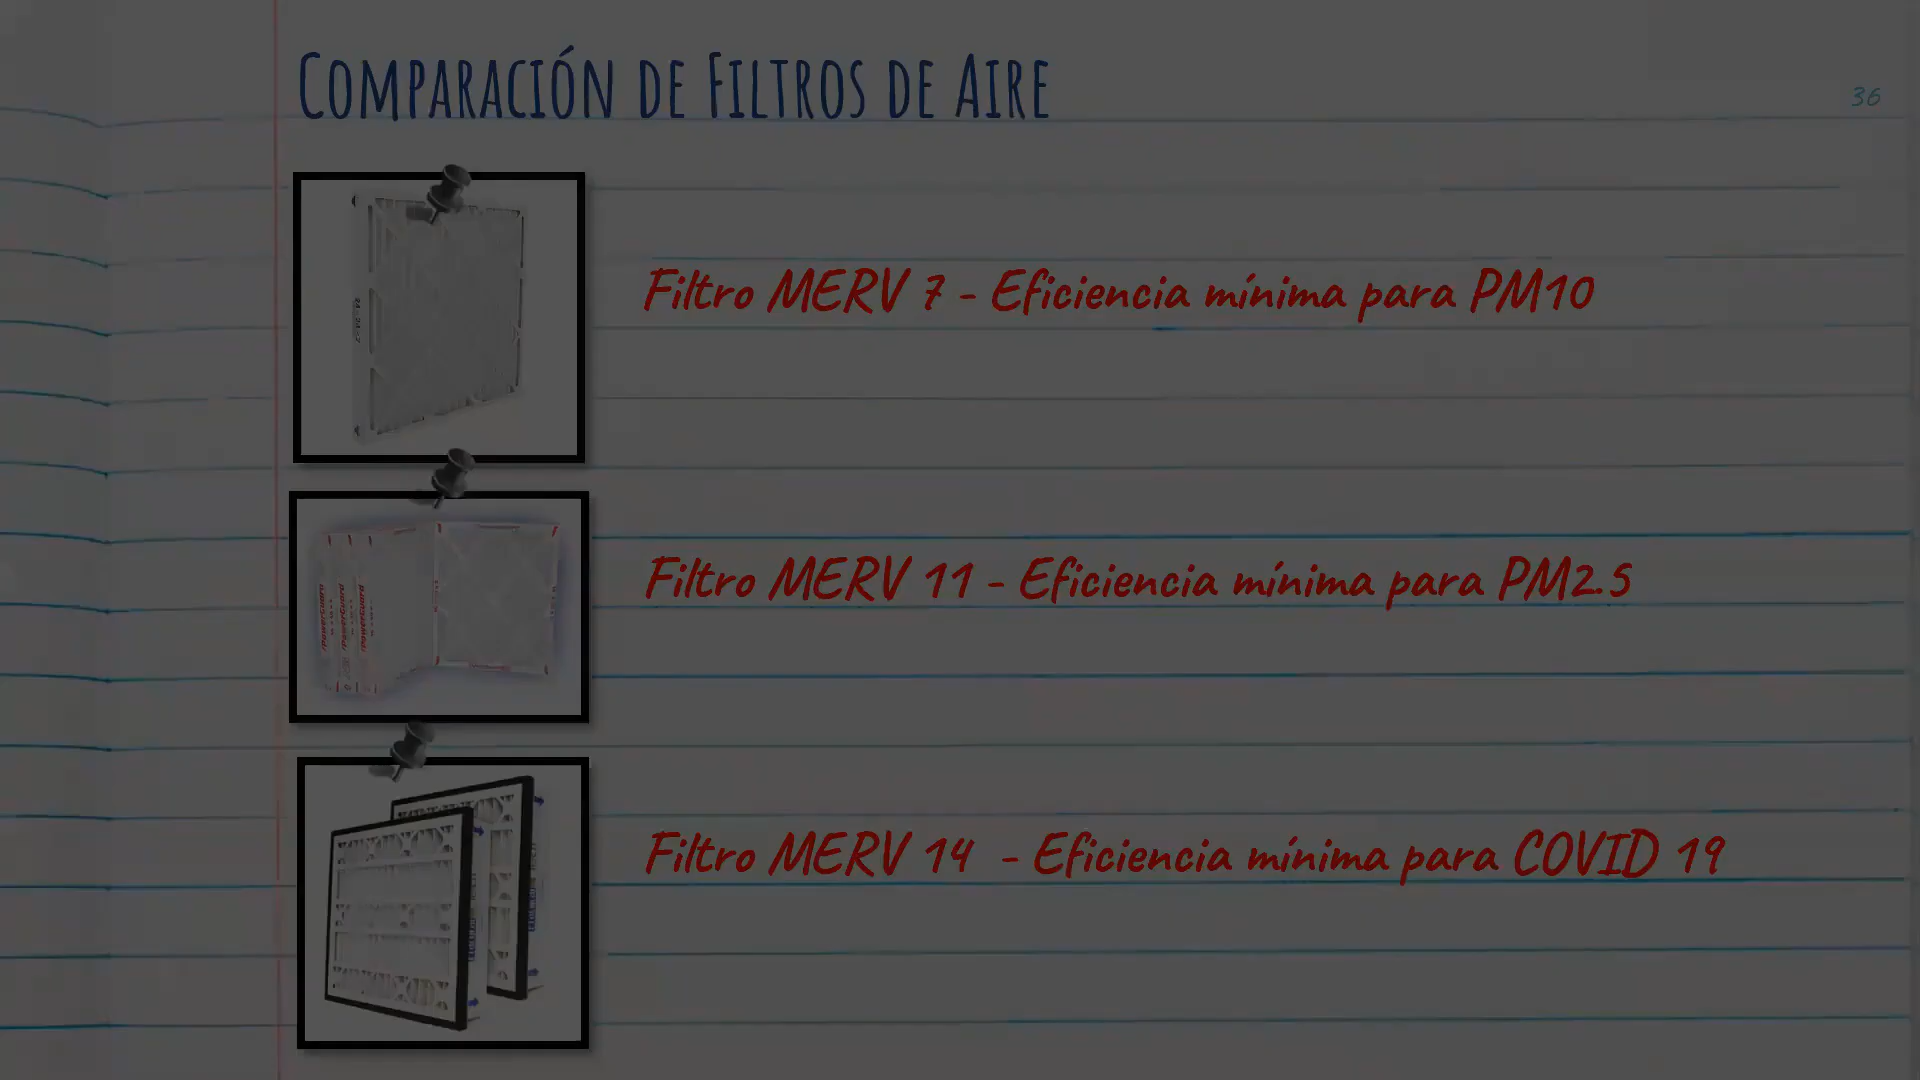 COMPARACIÓN DE FILTROS DE AIRE
36
Filtro MERV 7 - Eficiencia mínima para PM10
Filtro MERV 11 - Eficiencia mínima para PM2.5
Filtro MERV 14 - Eficiencia mínima para COVID 19